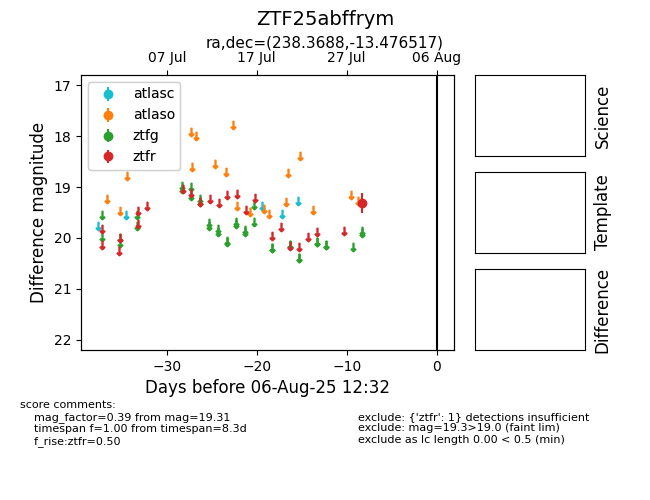 ZTF25abffrym
ra,dec=(238.3688,-13.476517)
07 Jul 17 Jul 27 Jul 06 Aug
atlasc
atlaso
ztfg
ztfr
17
18
19
20
21
22
Difference magnitude
−30 −20 −10 0
Days before 06-Aug-25 12:32
Science
Template
Difference
score comments:
mag_factor=0.39 from mag=19.31
timespan f=1.00 from timespan=8.3d
f_rise:ztfr=0.50
exclude: {'ztfr': 1} detections insufficient
exclude: mag=19.3>19.0 (faint lim)
exclude as lc length 0.00 < 0.5 (min)